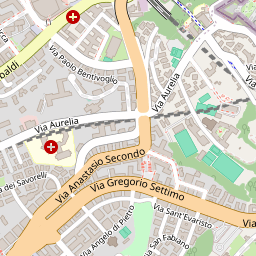 baldi
Via Paolo Bentivoglio
Via Aurelia
Via Aurelia
Via Anastasio Secondo
Via Gregorio Settimo
a dei Savorelli
Via Sant'Evaristo
Via Angelo di Pietro
Via San Fabiano